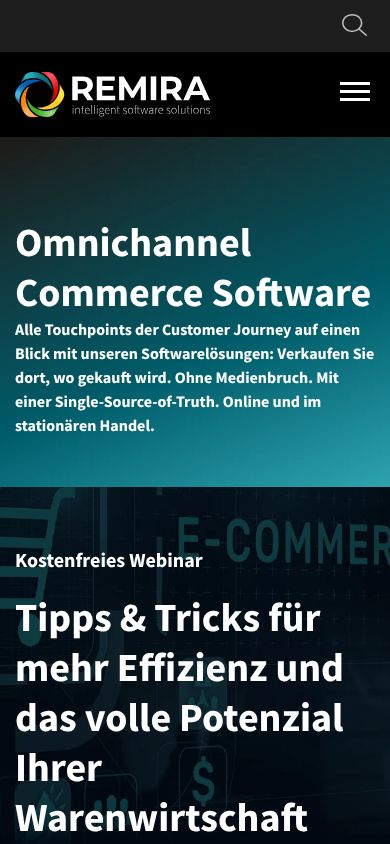 REMIRA
intelligent software solutions
Omnichannel
Commerce Software
Alle Touchpoints der Customer Journey auf einen
Blick mit unseren Softwarelösungen: Verkaufen Sie
dort, wo gekauft wird. Ohne Medienbruch. Mit
einer Single-Source-of-Truth. Online und im
stationären Handel.
E-COMMER
Kostenfreies Webinar
Tipps & Tricks für
mehr Effizienz und
das volle Potenzial
Ihrer
Warenwirtschaft